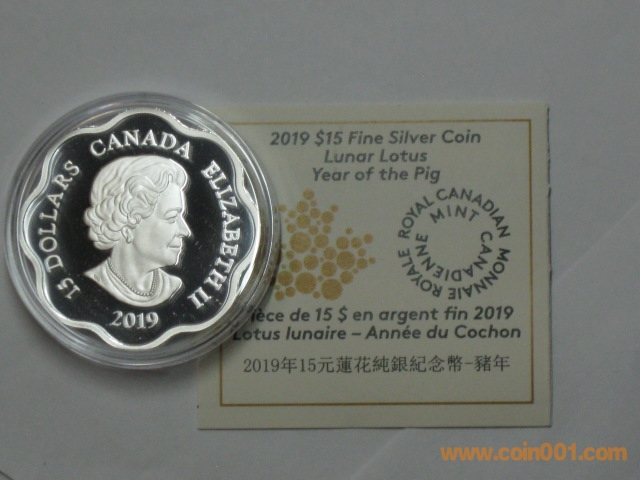 15 DOLLARS CANADA ELIZABETH II
2019
2019 $15 Fine Silver Coin
Lunar Lotus
Year of the Pig
ROYAL CANADIAN MINT
MONNAIE ROYALE CANADIENNE
ièce de 15 $ en argent fin 2019
Lotus lunaire – Année du Cochon
2019年15元蓮花純銀紀念幣-豬年
www.coin001.com